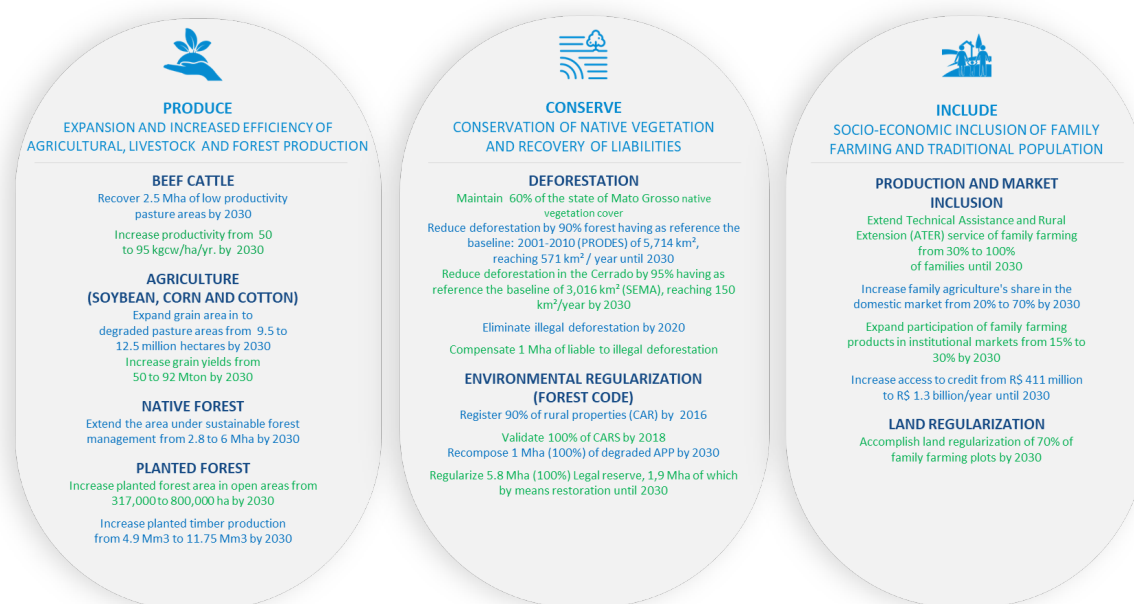 PRODUCE
EXPANSION AND INCREASED EFFICIENCY OF
AGRICULTURAL, LIVESTOCK AND FOREST PRODUCTION
BEEF CATTLE
Recover 2.5 Mha of low productivity
pasture areas by 2030
Increase productivity from 50
to 95 kgcw/ha/yr. by 2030
AGRICULTURE
(SOYBEAN, CORN AND COTTON)
Expand grain area in to
degraded pasture areas from 9.5 to
12.5 million hectares by 2030
Increase grain yields from
50 to 92 Mton by 2030
NATIVE FOREST
Extend the area under sustainable forest
management from 2.8 to 6 Mha by 2030
PLANTED FOREST
Increase planted forest area in open areas from
317,000 to 800,000 ha by 2030
Increase planted timber production
from 4.9 Mm3 to 11.75 Mm3 by 2030
CONSERVE
CONSERVATION OF NATIVE VEGETATION
AND RECOVERY OF LIABILITIES
DEFORESTATION
Maintain 60% of the state of Mato Grosso native
vegetation cover
Reduce deforestation by 90% forest having as reference the
baseline: 2001-2010 (PRODES) of 5,714 km²,
reaching 571 km² / year until 2030
Reduce deforestation in the Cerrado by 95% having as
reference the baseline of 3,016 km² (SEMA), reaching 150
km²/year by 2030
Eliminate illegal deforestation by 2020
Compensate 1 Mha of liable to illegal deforestation
ENVIRONMENTAL REGULARIZATION
(FOREST CODE)
Register 90% of rural properties (CAR) by 2016
Validate 100% of CARS by 2018
Recompose 1 Mha (100%) of degraded APP by 2030
Regularize 5.8 Mha (100%) Legal reserve, 1,9 Mha of which
by means restoration until 2030
INCLUDE
SOCIO-ECONOMIC INCLUSION OF FAMILY
FARMING AND TRADITIONAL POPULATION
PRODUCTION AND MARKET
INCLUSION
Extend Technical Assistance and Rural
Extension (ATER) service of family farming
from 30% to 100%
of families until 2030
Increase family agriculture's share in the
domestic market from 20% to 70% by 2030
Expand participation of family farming
products in institutional markets from 15% to
30% by 2030
Increase access to credit from R$ 411 million
to R$ 1.3 billion/year until 2030
LAND REGULARIZATION
Accomplish land regularization of 70% of
family farming plots by 2030